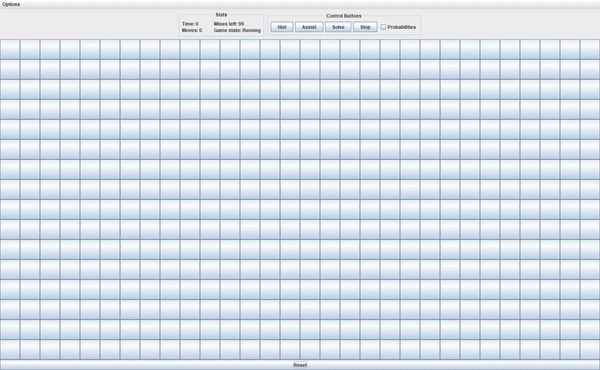 Options
Stats
Time: 0 Mines left: 99
Moves: 0 Game state: Running
Control Buttons
Hint Assist Solve Stop Probabilities
Reset